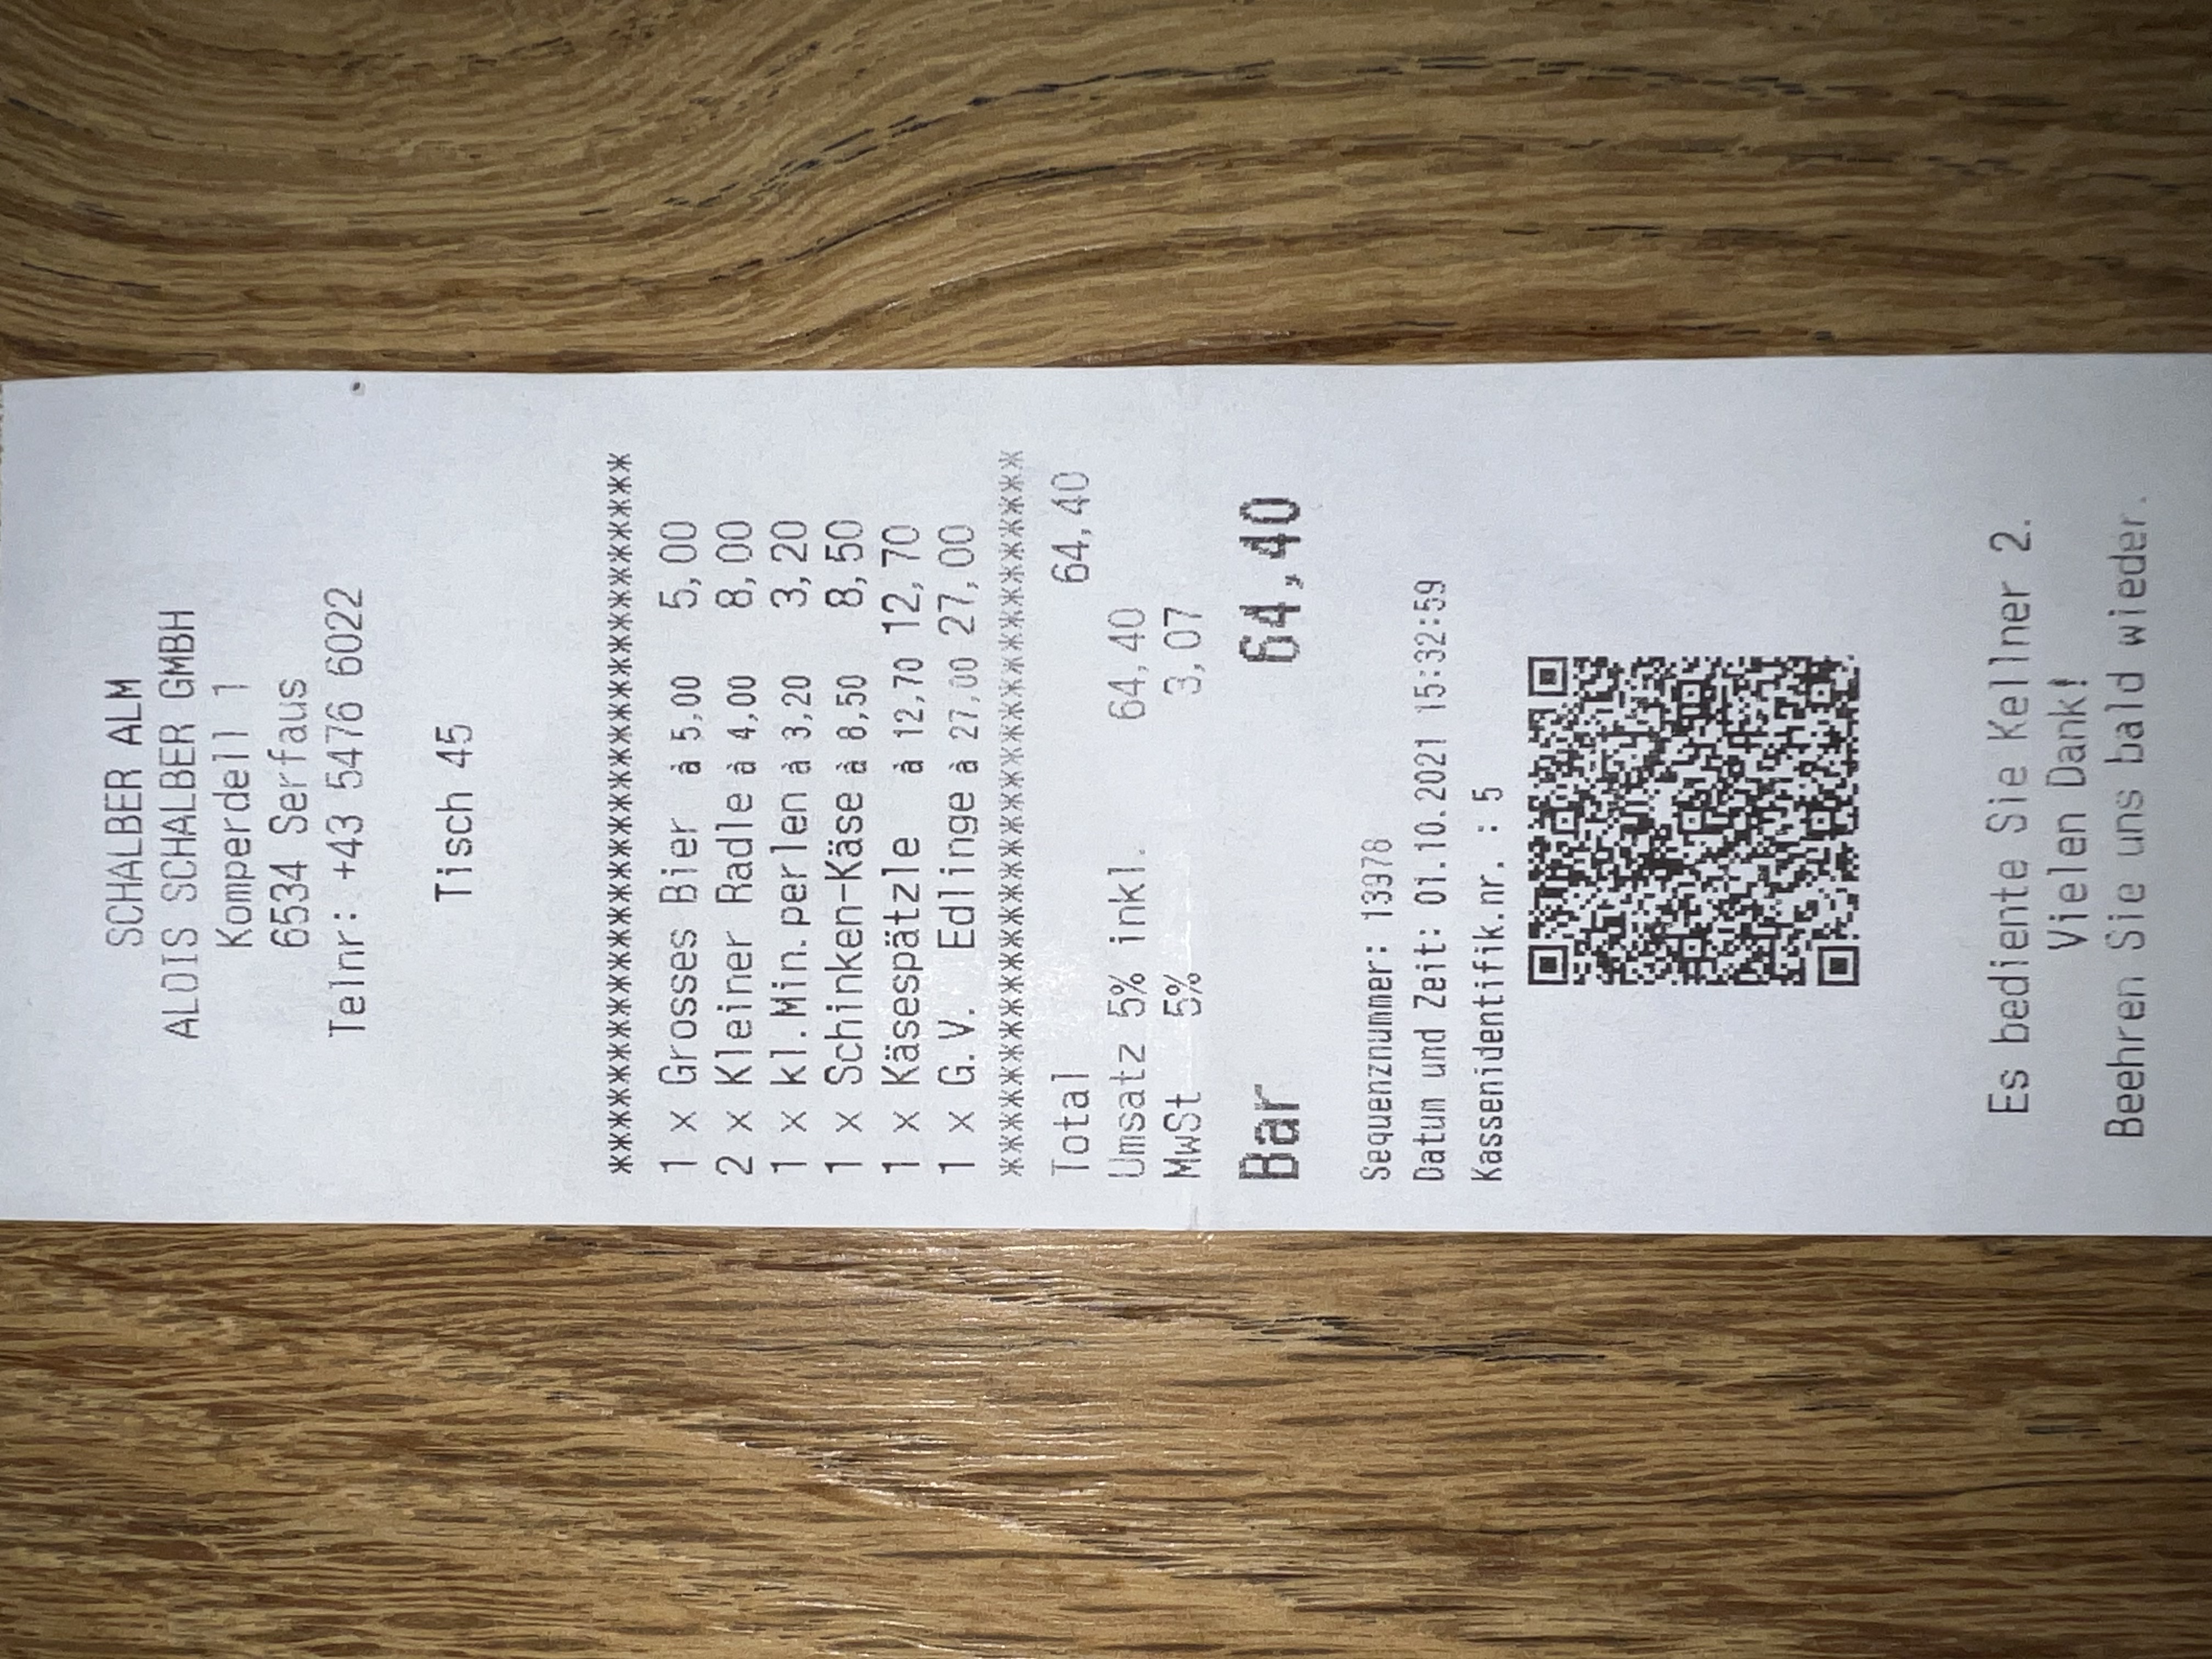 SCHALBER ALM
ALOIS SCHALBER GMBH
Komperdell 1
6534 Serfaus
Telnr: +43 5476 6022
Tisch 45
********************************
1 x Grosses Bier à 5,00 5,00
2 x Kleiner Radle à 4,00 8,00
1 x kl.Min.perlen à 3,20 3,20
1 x Schinken-Käse à 8,50 8,50
1 x Käsespätzle à 12,70 12,70
1 x G.V. Edlinge à 27,00 27,00
********************************
Total 64,40
Umsatz 5% inkl. 64,40
MwSt 5% 3,07
Bar 64,40
Sequenznummer: 13978
Datum und Zeit: 01.10.2021 15:32:59
Kassenidentifik.nr. : 5
Es bediente Sie Kellner 2.
Vielen Dank!
Beehren Sie uns bald wieder.